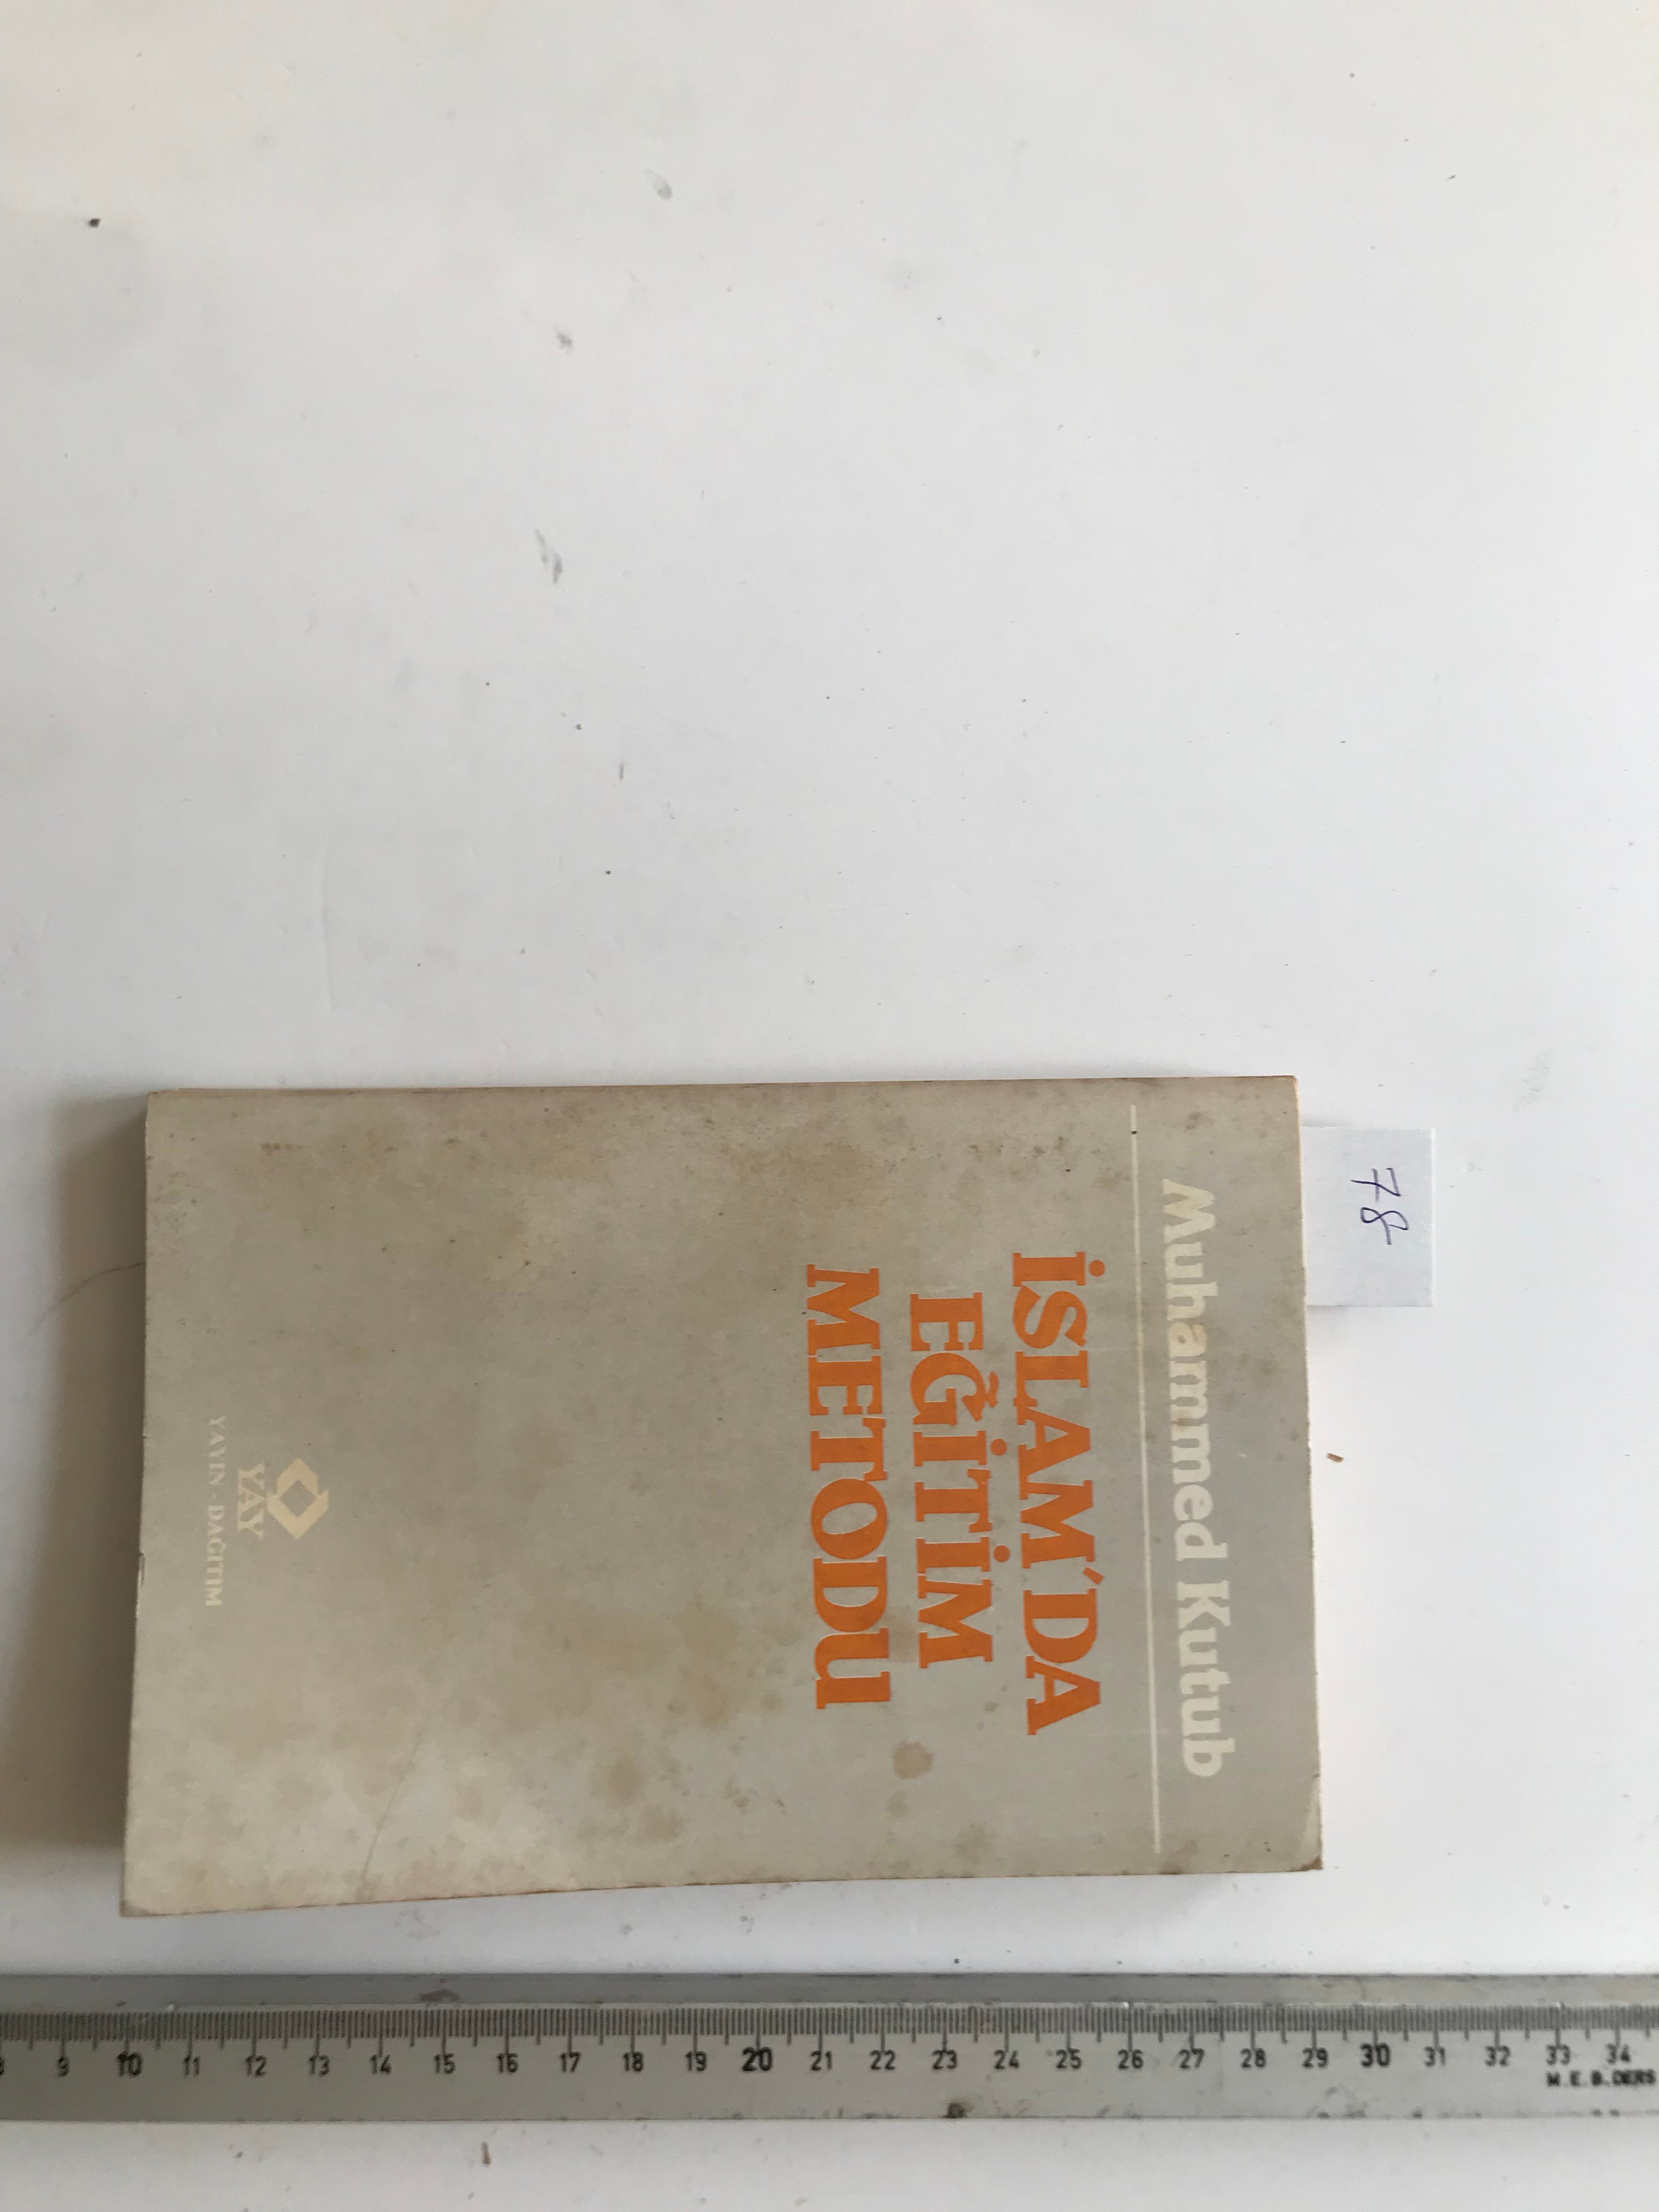 78
Muhammed Kutub
İSLAM'DA
EĞİTİM
METODU
YAY
YAYIN - DAĞITIM
9 10 11 12 13 14 15 16 17 18 19 20 21 22 23 24 25 26 27 28 29 30 31 32 33 34
M.E.B.DERS